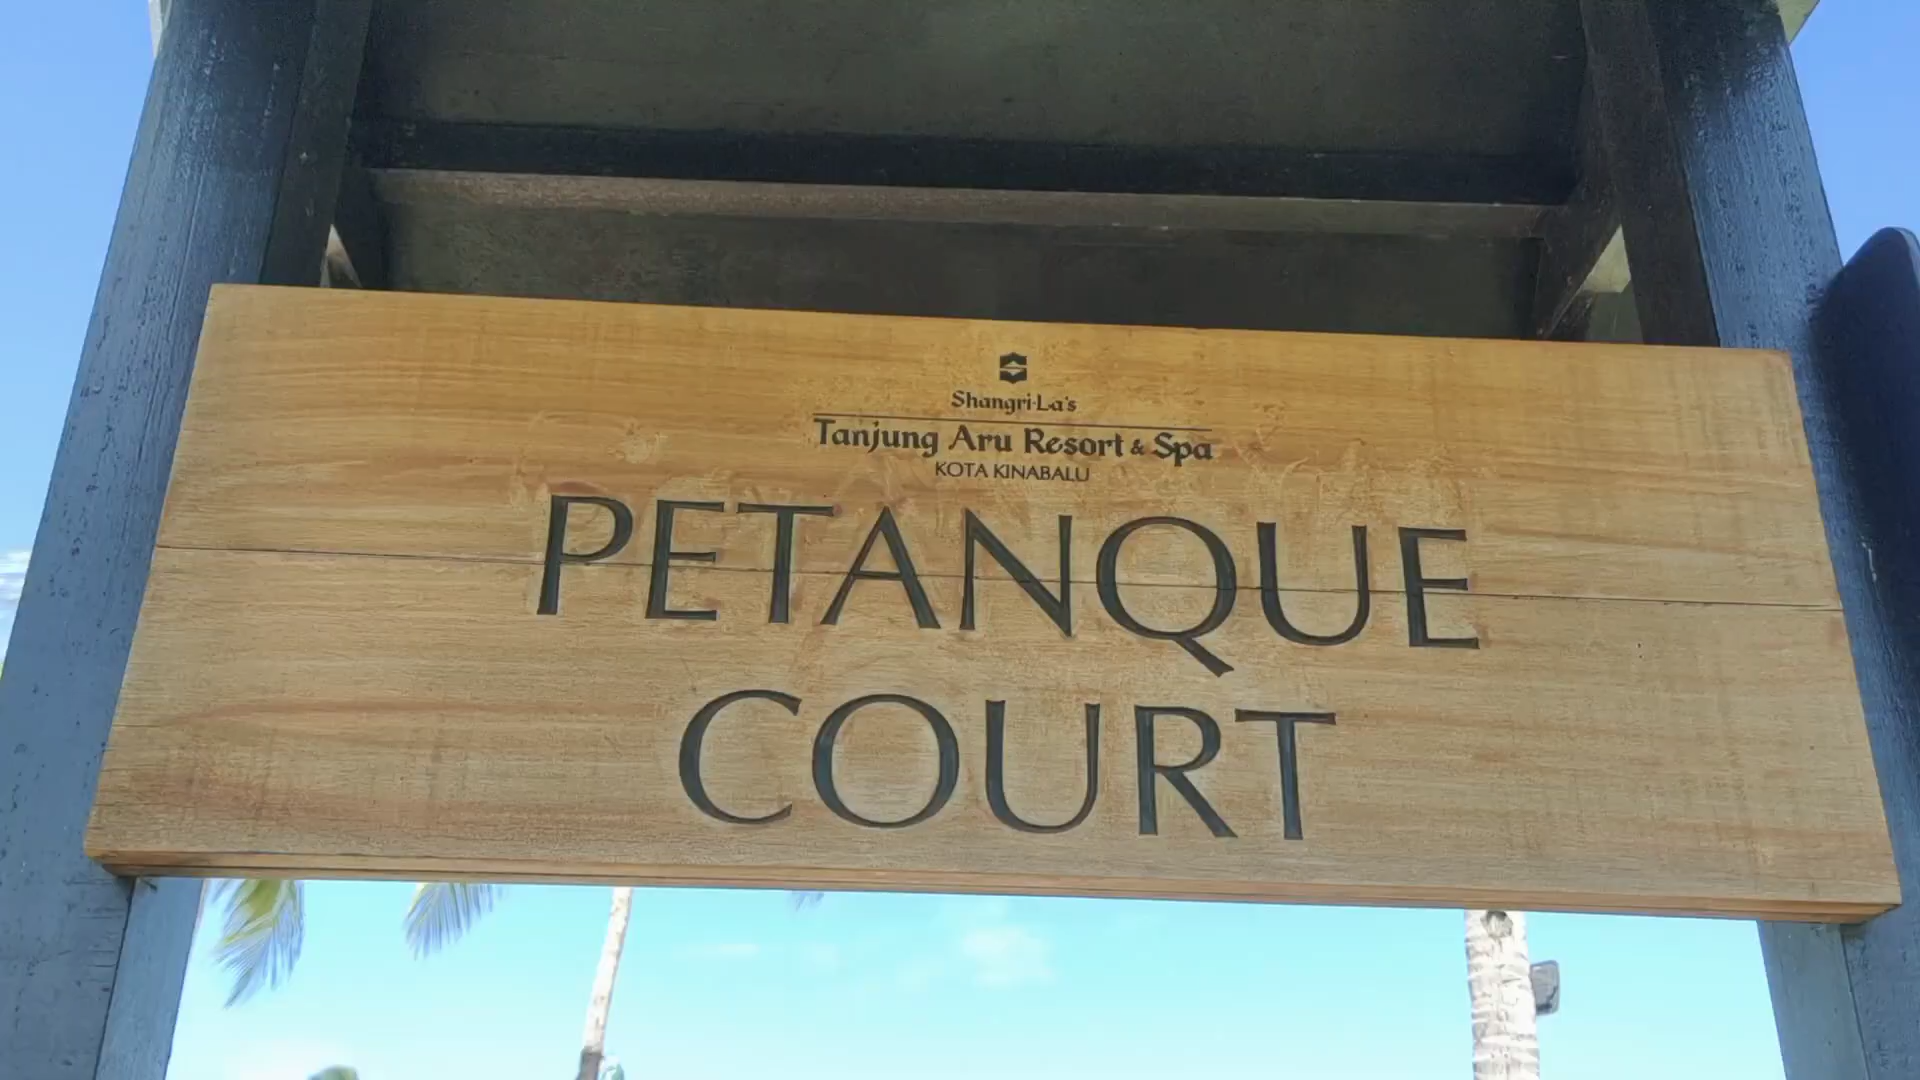 Shangri-La's
Tanjung Aru Resort & Spa
KOTA KINABALU
PETANQUE
COURT